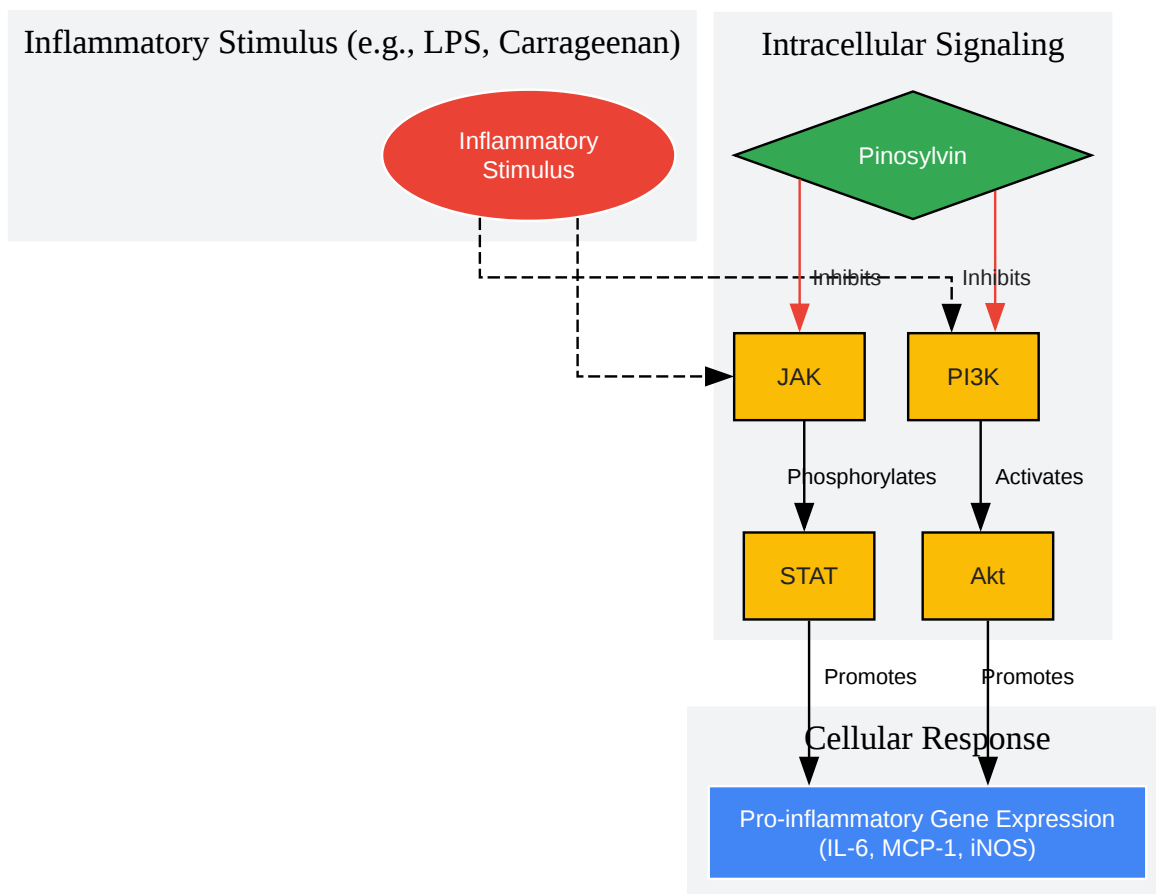 Inflammatory Stimulus (e.g., LPS, Carrageenan)
Intracellular Signaling
Inflammatory
Stimulus
Pinosylvin
Inhibits
Inhibits
JAK
PI3K
Phosphorylates
Activates
STAT
Akt
Promotes
Promotes
Cellular Response
Pro-inflammatory Gene Expression
(IL-6, MCP-1, iNOS)